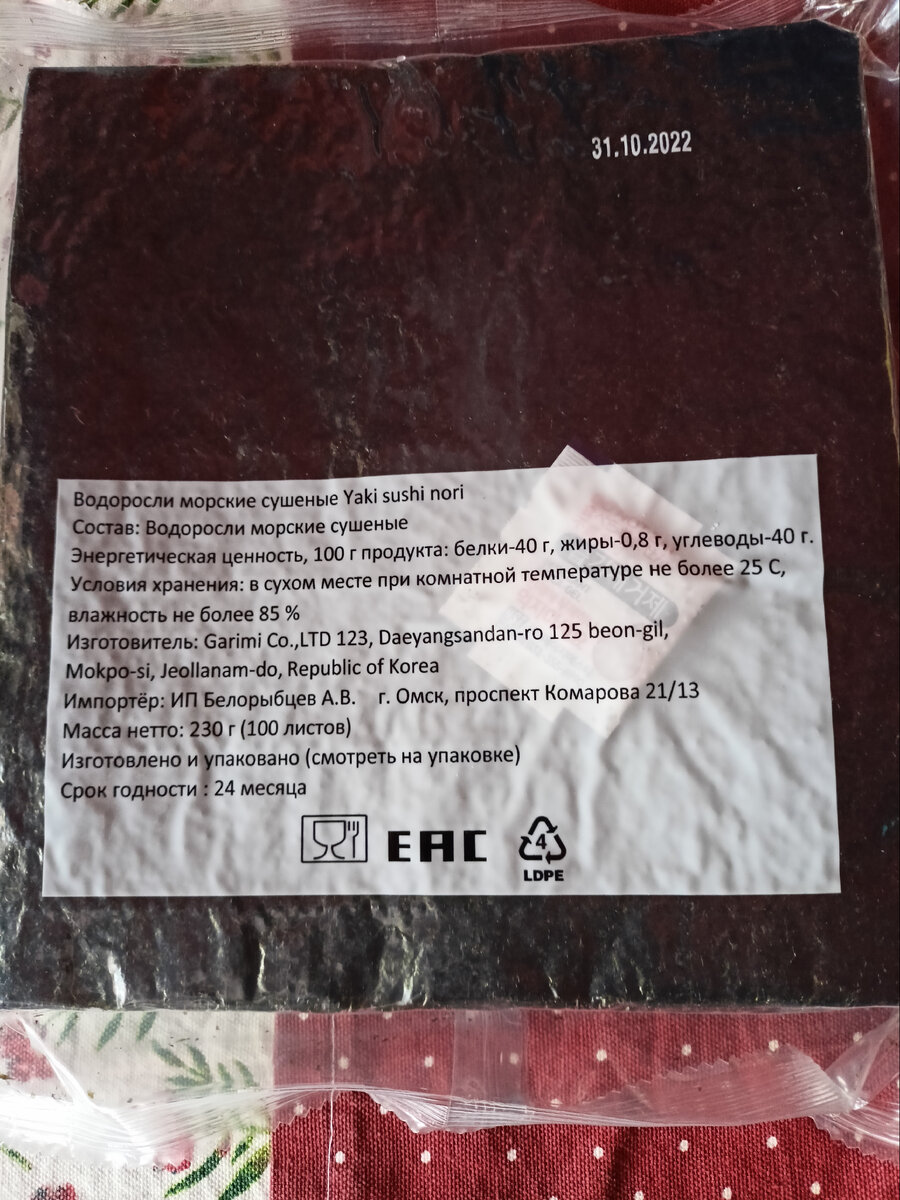 31.10.2022
Водоросли морские сушеные Yaki sushi nori
Состав: Водоросли морские сушеные
Энергетическая ценность, 100 г продукта: белки-40 г, жиры-0,8 г, углеводы-40 г.
Условия хранения: в сухом месте при комнатной температуре не более 25 С,
влажность не более 85 %
Изготовитель: Garimi Co.,LTD 123, Daeyangsandan-ro 125 beon-gil,
Mokpo-si, Jeollanam-do, Republic of Korea
Импортёр: ИП Белорыбцев А.В. г. Омск, проспект Комарова 21/13
Масса нетто: 230 г (100 листов)
Изготовлено и упаковано (смотреть на упаковке)
Срок годности : 24 месяца
EAC 4
LDPE